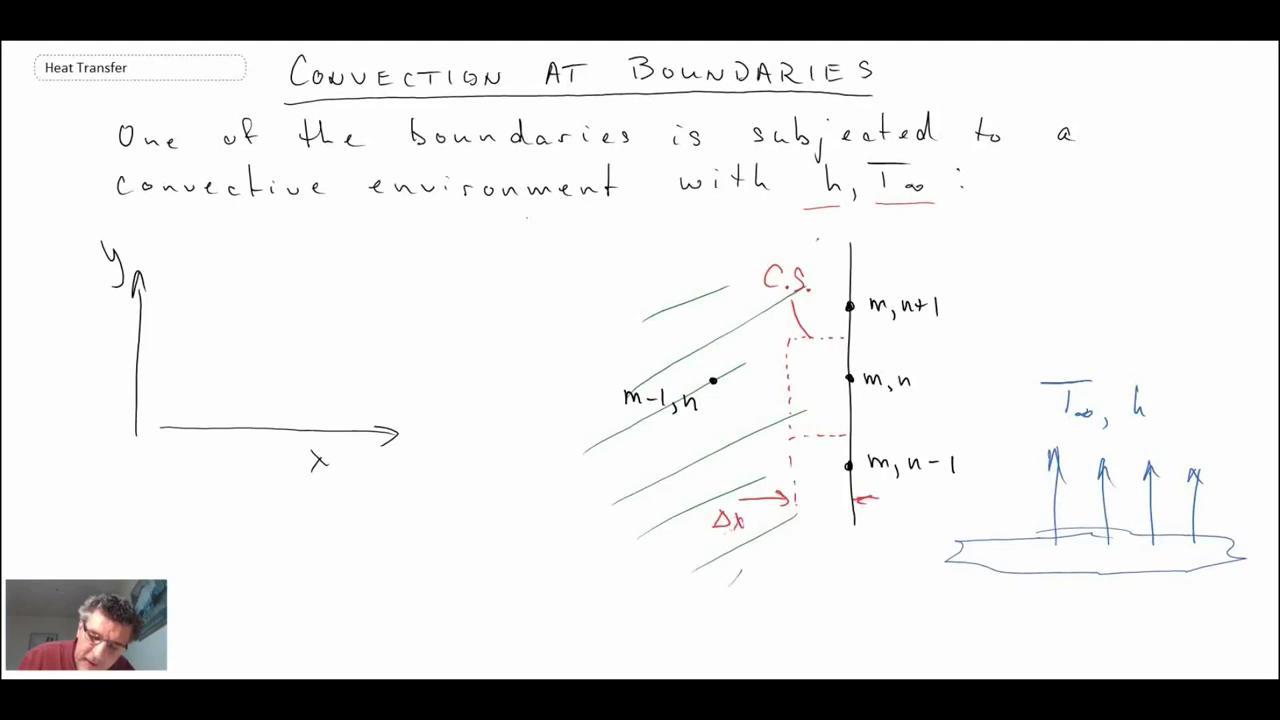 Heat Transfer
CONVECTION AT BOUNDARIES
One of the boundaries is subjected to a
convective environment with h, T∞ :
y
x
C.S.
m, n+1
m-1, n
m, n
m, n-1
Δx
T∞, h